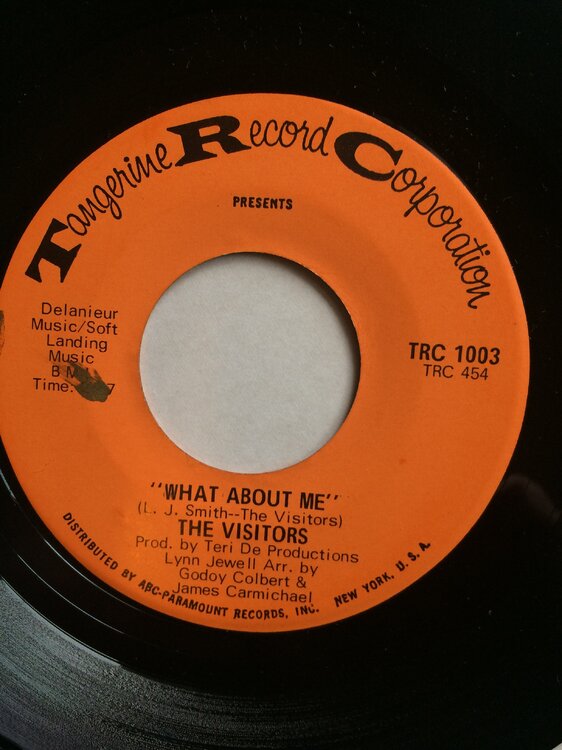 Tangerine Record Corporation
PRESENTS
Delanieur
Music/Soft
Landing
Music
Time:
TRC 1003
TRC 454
"WHAT ABOUT ME"
(L. J. Smith--The Visitors)
THE VISITORS
Prod. by Teri De Productions
Lynn Jewell Arr. by
Godoy Colbert &
James Carmichael
DISTRIBUTED BY ABC-PARAMOUNT RECORDS, INC. NEW YORK, U.S.A.